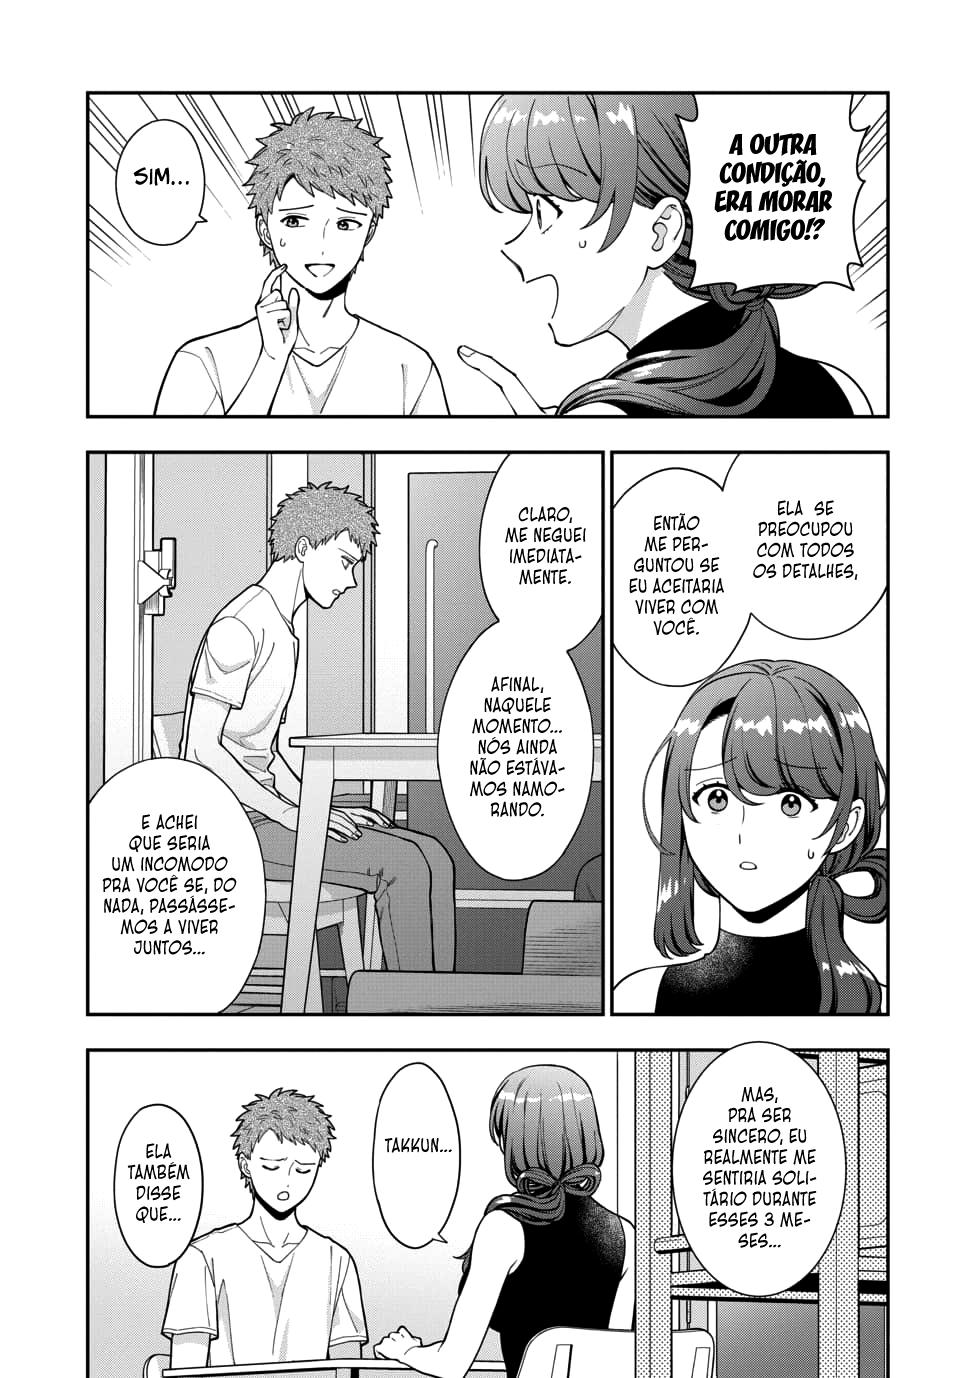 A OUTRA
CONDIÇÃO,
ERA MORAR
COMIGO!?
SIM...
ELA SE
PREOCUPOU
COM TODOS
OS DETALHES,
ENTÃO
ME PER-
GUNTOU SE
EU ACEITARIA
VIVER COM
VOCÊ.
CLARO,
ME NEGUEI
IMEDIATA-
MENTE.
AFINAL,
NAQUELE
MOMENTO...
NÓS AINDA
NÃO ESTÁVA-
MOS NAMO-
RANDO.
E ACHEI
QUE SERIA
UM INCOMODO
PRA VOCÊ SE, DO
NADA, PASSÁSSE-
MOS A VIVER
JUNTOS...
MAS,
PRA SER
SINCERO, EU
REALMENTE ME
SENTIRIA SOLI-
TÁRIO DURANTE
ESSES 3 ME-
SES...
TAKKUN...
ELA
TAMBÉM
DISSE
QUE...